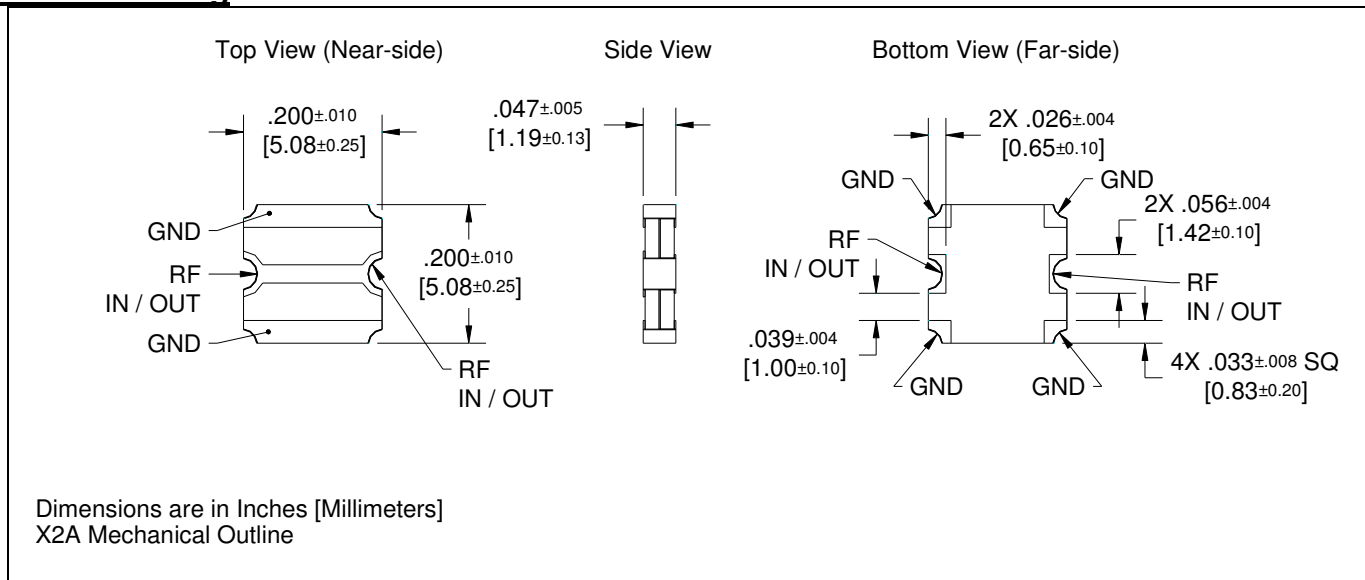 Top View (Near-side)
Side View
Bottom View (Far-side)
.200±.010
[5.08±0.25]
.047±.005
[1.19±0.13]
2X .026±.004
[0.65±0.10]
GND
GND
GND
2X .056±.004
[1.42±0.10]
RF
IN / OUT
.200±.010
[5.08±0.25]
RF
IN / OUT
RF
IN / OUT
GND
RF
IN / OUT
.039±.004
[1.00±0.10]
GND
GND
4X .033±.008 SQ
[0.83±0.20]
Dimensions are in Inches [Millimeters]
X2A Mechanical Outline